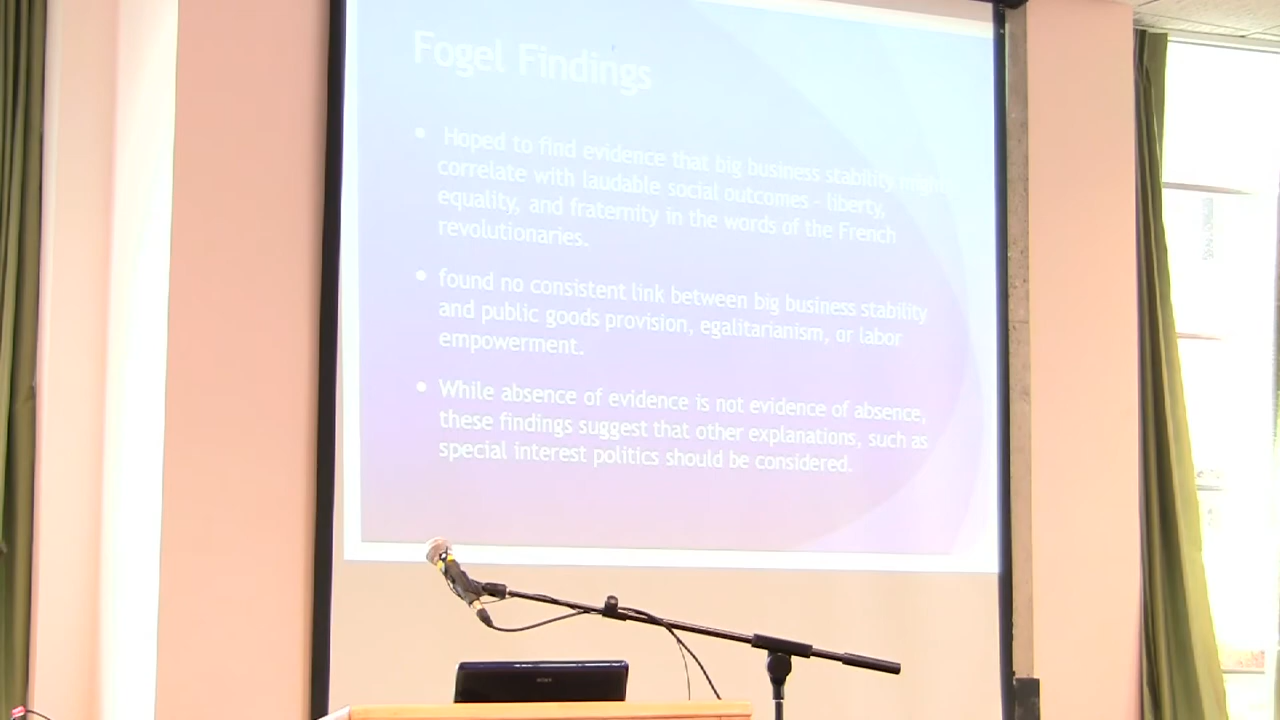 Fogel Findings
• Hoped to find evidence that big business stability might
correlate with laudable social outcomes - liberty,
equality, and fraternity in the words of the French
revolutionaries.
• found no consistent link between big business stability
and public goods provision, egalitarianism, or labor
empowerment.
• While absence of evidence is not evidence of absence,
these findings suggest that other explanations, such as
special interest politics should be considered.
SONY